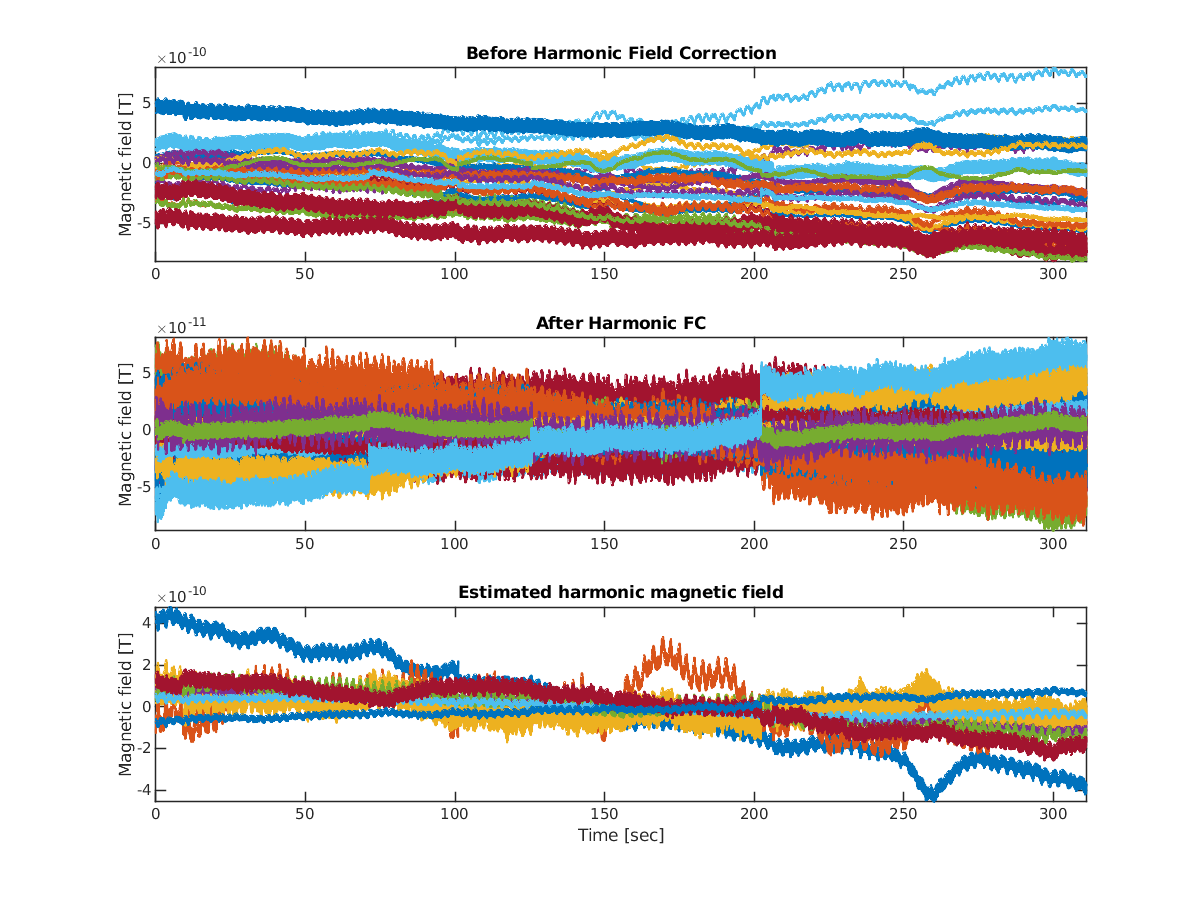 Before Harmonic Field Correction
×10-10
Magnetic field [T]
5
0
-5
0 50 100 150 200 250 300
After Harmonic FC
×10-11
Magnetic field [T]
5
0
-5
0 50 100 150 200 250 300
Estimated harmonic magnetic field
×10-10
Magnetic field [T]
4
2
0
-2
-4
0 50 100 150 200 250 300
Time [sec]